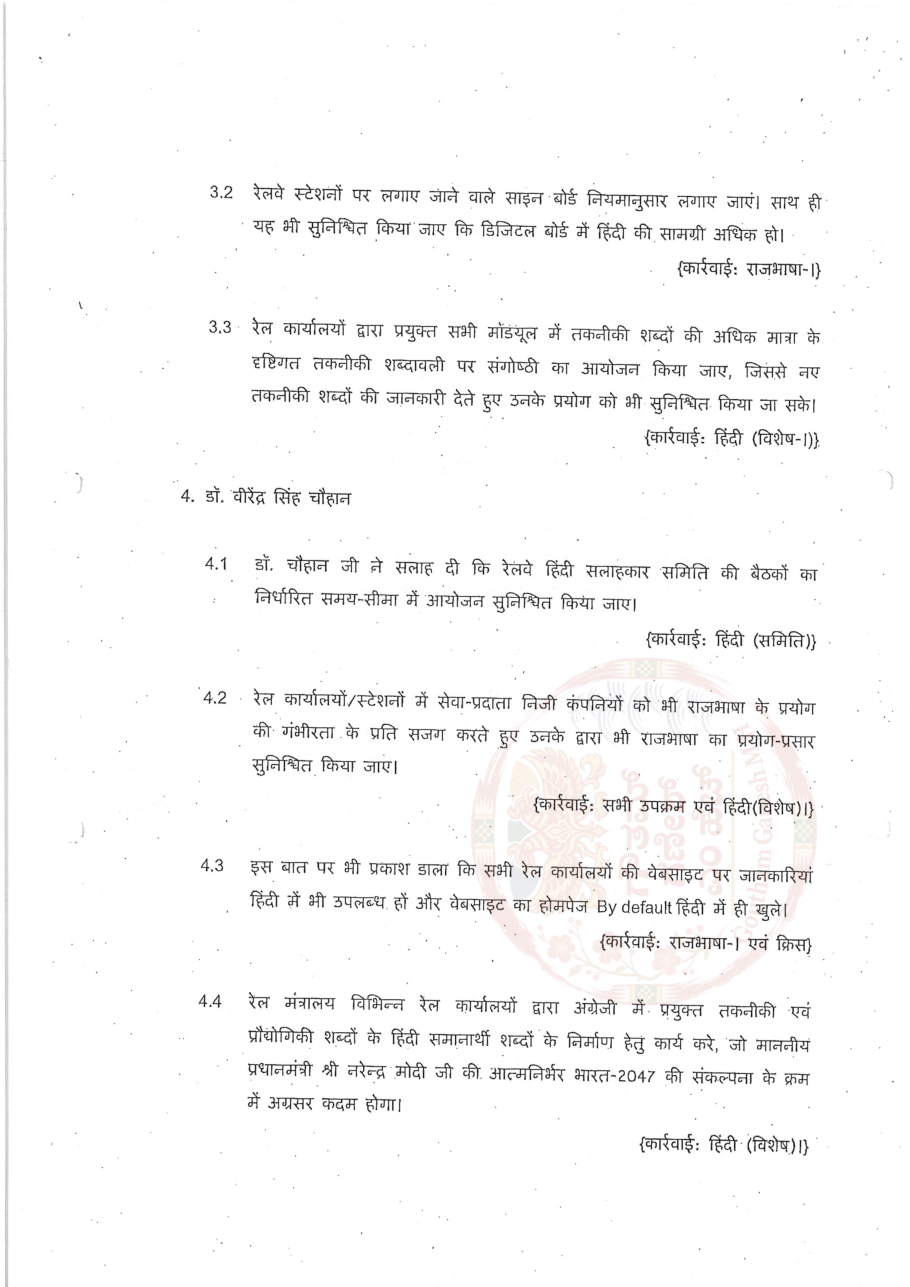 3.2 रेलवे स्टेशनों पर लगाए जाने वाले साइन बोर्ड नियमानुसार लगाए जाएं। साथ ही
यह भी सुनिश्चित किया जाए कि डिजिटल बोर्ड में हिंदी की सामग्री अधिक हो।
{कार्रवाई: राजभाषा-I}
3.3 रेल कार्यालयों द्वारा प्रयुक्त सभी मॉड्यूल में तकनीकी शब्दों की अधिक मात्रा के
दृष्टिगत तकनीकी शब्दावली पर संगोष्ठी का आयोजन किया जाए, जिससे नए
तकनीकी शब्दों की जानकारी देते हुए उनके प्रयोग को भी सुनिश्चित किया जा सके।
{कार्रवाई: हिंदी (विशेष-I)}
4. डॉ. वीरेंद्र सिंह चौहान
4.1 डॉ. चौहान जी ने सलाह दी कि रेलवे हिंदी सलाहकार समिति की बैठकों का
निर्धारित समय-सीमा में आयोजन सुनिश्चित किया जाए।
{कार्रवाई: हिंदी (समिति)}
4.2 रेल कार्यालयों/स्टेशनों में सेवा-प्रदाता निजी कंपनियों को भी राजभाषा के प्रयोग
की गंभीरता के प्रति सजग करते हुए उनके द्वारा भी राजभाषा का प्रयोग-प्रसार
सुनिश्चित किया जाए।
{कार्रवाई: सभी उपक्रम एवं हिंदी(विशेष)I}
4.3 इस बात पर भी प्रकाश डाला कि सभी रेल कार्यालयों की वेबसाइट पर जानकारियां
हिंदी में भी उपलब्ध हों और वेबसाइट का होमपेज By default हिंदी में ही खुले।
{कार्रवाई: राजभाषा-I एवं क्रिस}
4.4 रेल मंत्रालय विभिन्न रेल कार्यालयों द्वारा अंग्रेजी में प्रयुक्त तकनीकी एवं
प्रौद्योगिकी शब्दों के हिंदी समानार्थी शब्दों के निर्माण हेतु कार्य करे, जो माननीय
प्रधानमंत्री श्री नरेन्द्र मोदी जी की आत्मनिर्भर भारत-2047 की संकल्पना के क्रम
में अग्रसर कदम होगा।
{कार्रवाई: हिंदी (विशेष)I}